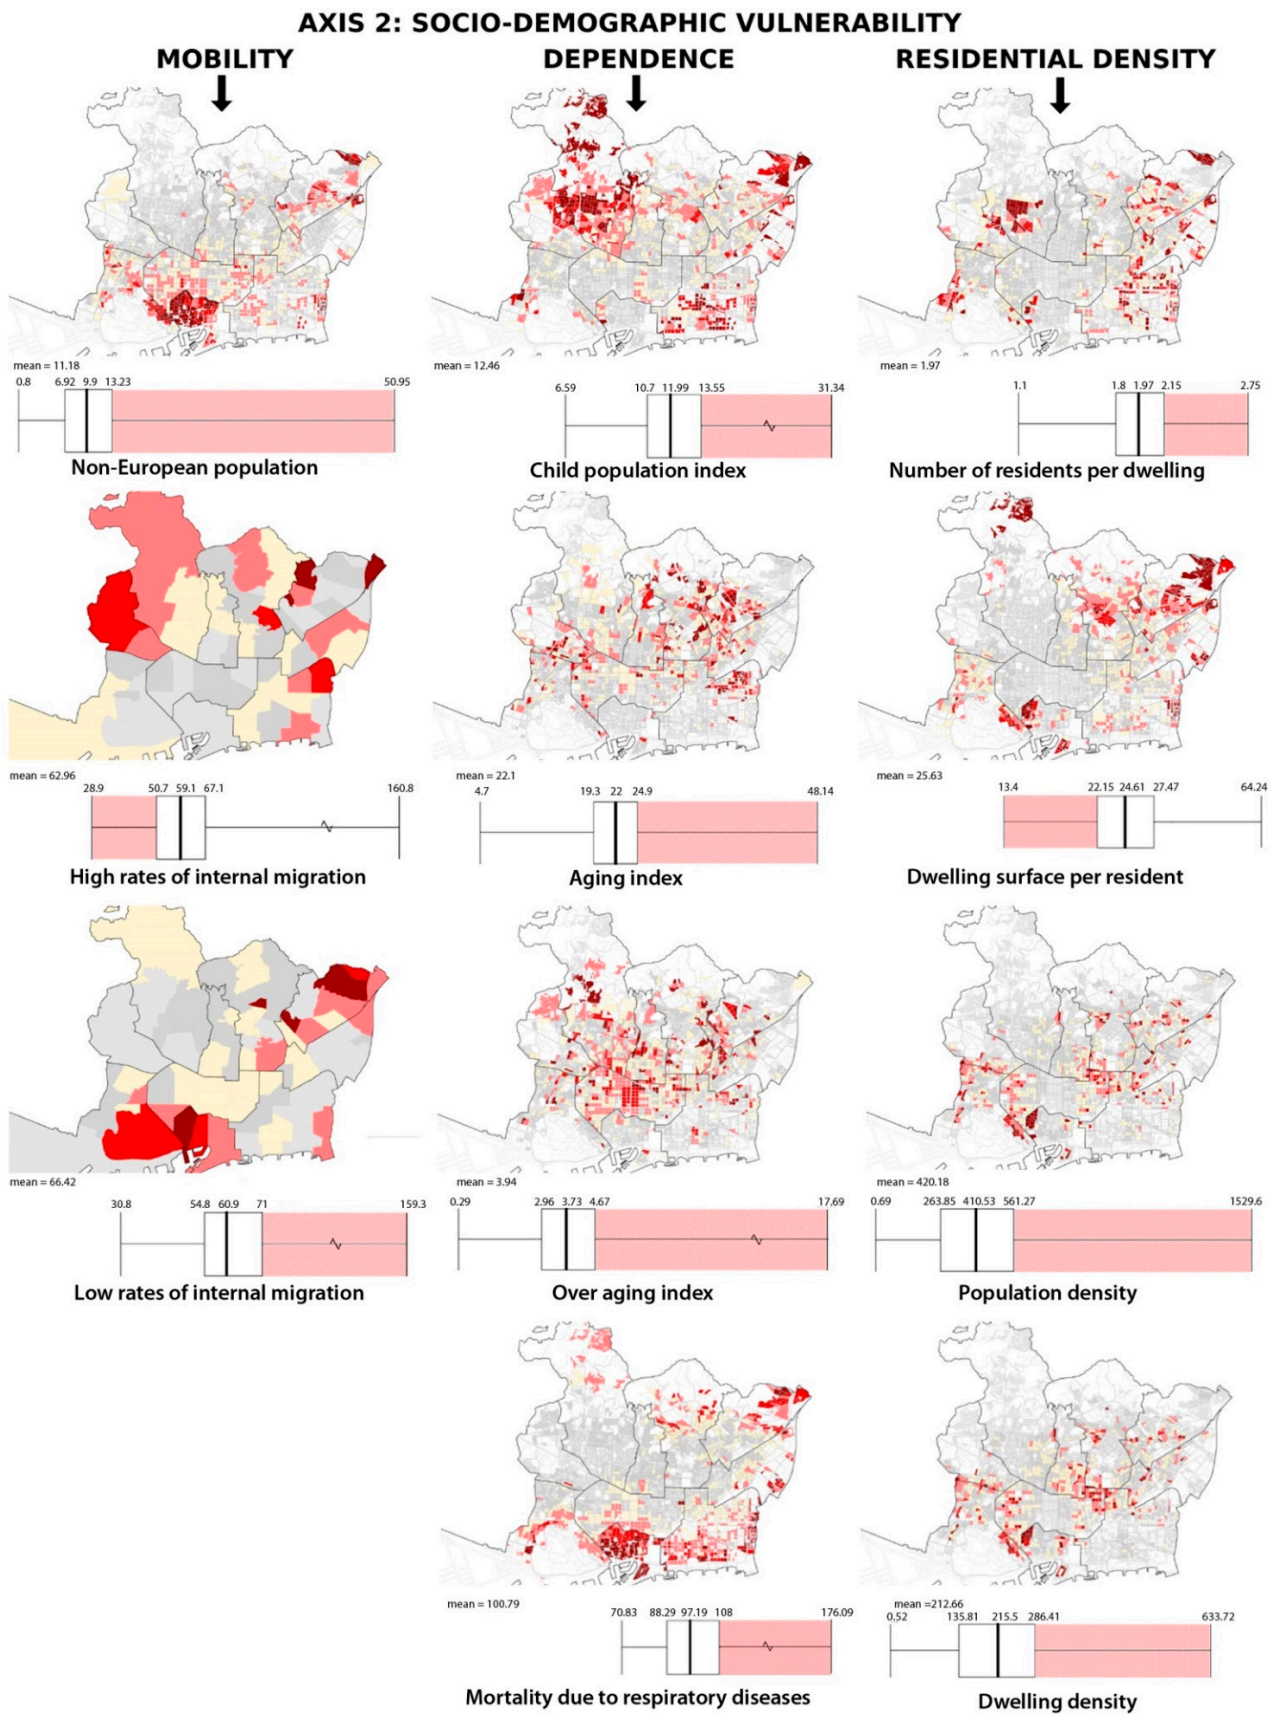 AXIS 2: SOCIO-DEMOGRAPHIC VULNERABILITY
MOBILITY DEPENDENCE RESIDENTIAL DENSITY
mean = 11.18
0.8 6.92 9.9 13.23 50.95
Non-European population
mean = 12.46
6.59 10.7 11.99 13.55 31.34
Child population index
mean = 1.97
1.1 1.8 1.97 2.15 2.75
Number of residents per dwelling
mean = 62.96
28.9 50.7 59.1 67.1 160.8
High rates of internal migration
mean = 22.1
4.7 19.3 22 24.9 48.14
Aging index
mean = 25.63
13.4 22.15 24.61 27.47 64.24
Dwelling surface per resident
mean = 66.42
30.8 54.8 60.9 71 159.3
Low rates of internal migration
mean = 3.94
0.29 2.96 3.73 4.67 17.69
Over aging index
mean = 420.18
0.69 263.85 410.53 561.27 1529.6
Population density
mean = 100.79
70.83 88.29 97.19 108 176.09
Mortality due to respiratory diseases
mean =212.66
0.52 135.81 215.5 286.41 633.72
Dwelling density